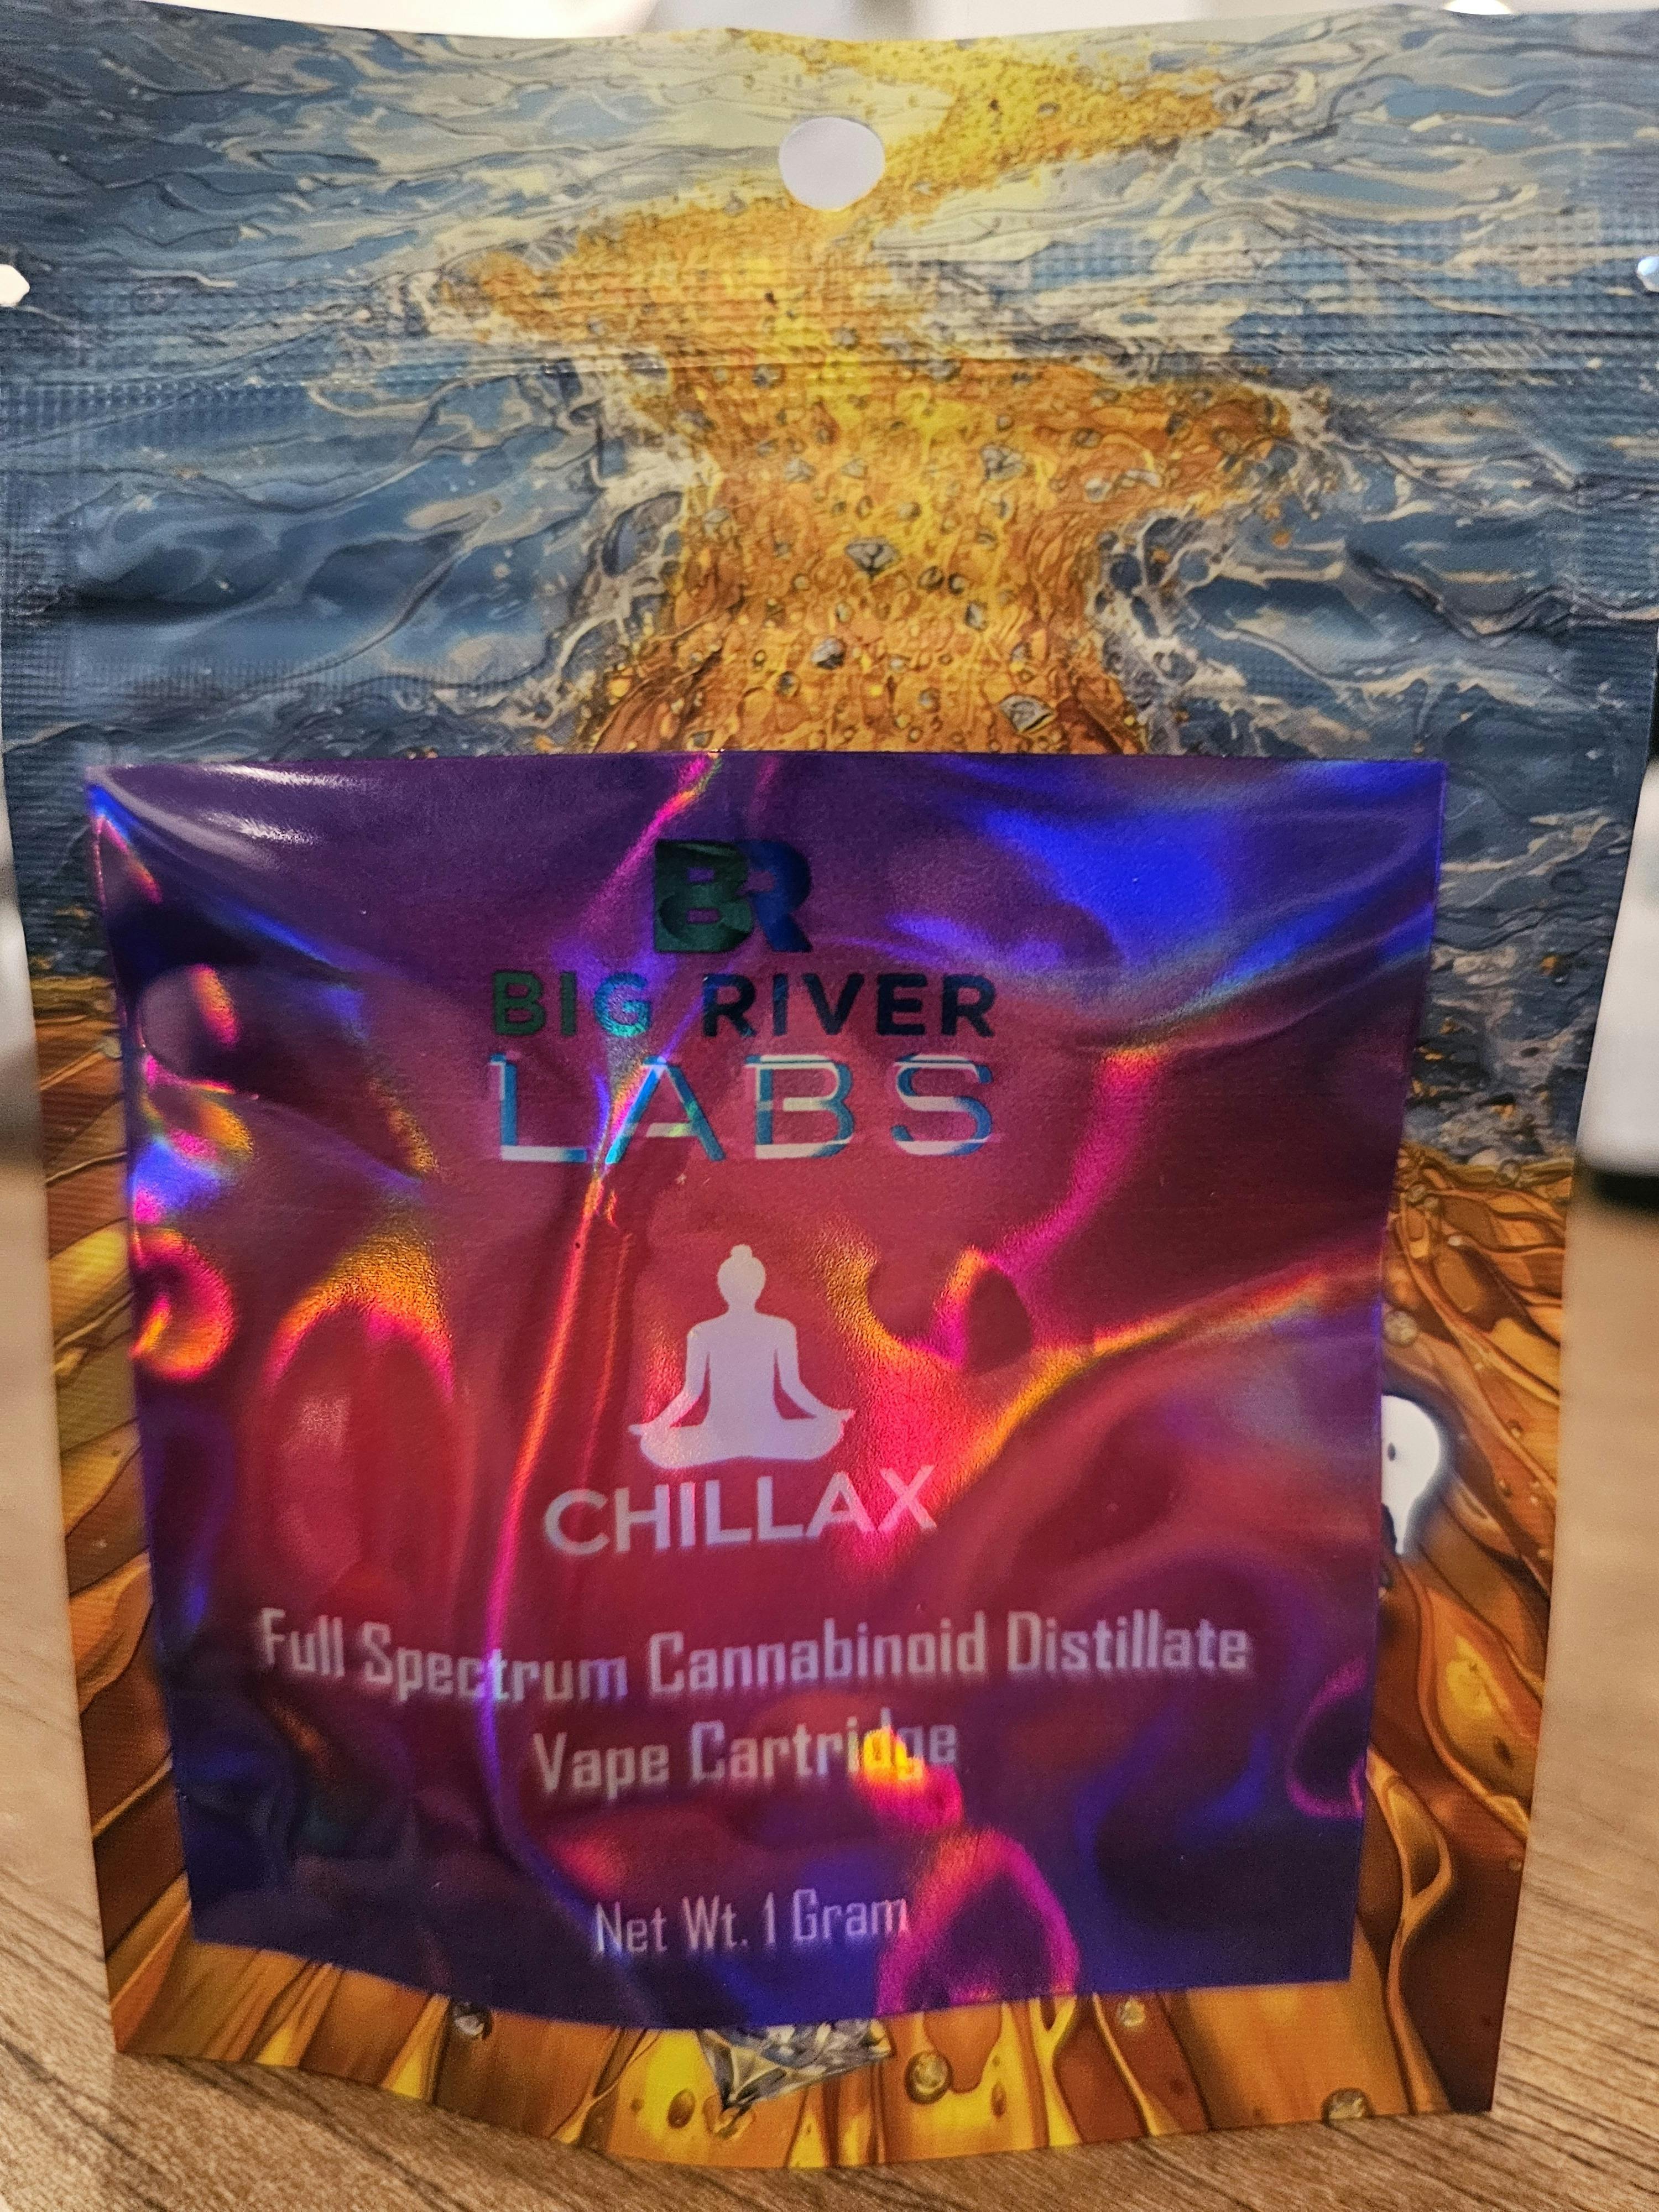 BR
BIG RIVER
LABS
CHILLAX
Full Spectrum Cannabinoid Distillate
Vape Cartridge
Net Wt. 1 Gram